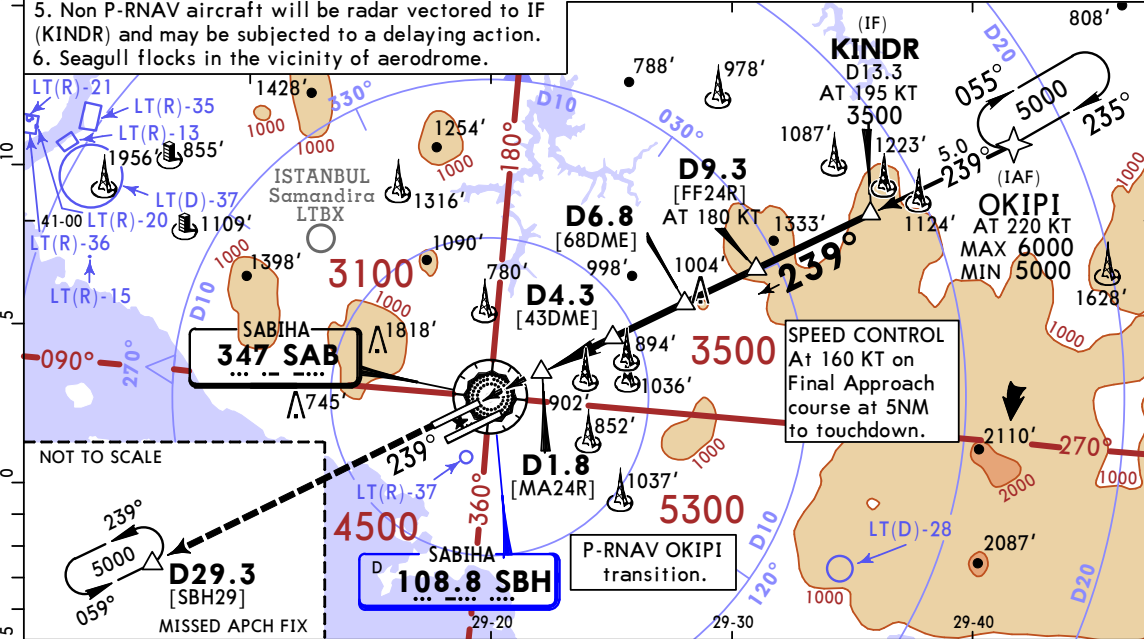 5. Non P-RNAV aircraft will be radar vectored to IF
(KINDR) and may be subjected to a delaying action.
6. Seagull flocks in the vicinity of aerodrome.
808'
(IF)
KINDR
D13.3
AT 195 KT
3500
D20
055°
5000
235°
5.0
239°
(IAF)
OKIPI
AT 220 KT
MAX 6000
MIN 5000
LT(R)-21
LT(R)-35
LT(R)-13
1956'
855'
LT(D)-37
LT(R)-20
41-00
1109'
LT(R)-36
LT(R)-15
10
5
0
5
1428'
330°
1000
1000
1254'
1000
180°
D10
788'
978'
030°
1087'
1223'
1124'
1000
ISTANBUL
Samandira
LTBX
1316'
D9.3
[FF24R]
AT 180 KT
1333'
D6.8
[68DME]
239°
1000
1398'
1090'
3100
780'
998'
1004'
1628'
D10
1000
1818'
D4.3
[43DME]
894'
3500
1000
SPEED CONTROL
At 160 KT on
Final Approach
course at 5NM
to touchdown.
090°
270°
SABIHA
347 SAB
745'
1036'
902'
852'
1000
2110'
270°
1000
2000
NOT TO SCALE
239°
LT(R)-37
D1.8
[MA24R]
1037'
4500
360°
5300
D10
LT(D)-28
239°
5000
059°
D29.3
[SBH29]
MISSED APCH FIX
SABIHA
D
108.8 SBH
P-RNAV OKIPI
transition.
120°
2087'
1000
D20
29-20
29-30
29-40